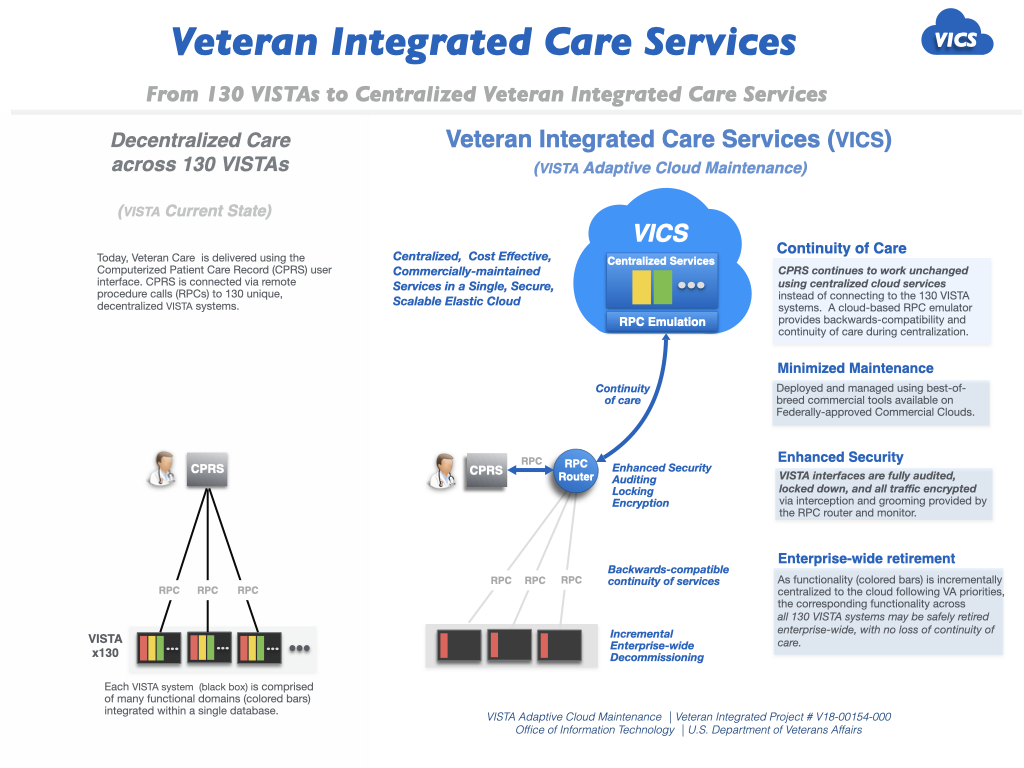 Veteran Integrated Care Services
VICS
From 130 VISTAs to Centralized Veteran Integrated Care Services
Decentralized Care
across 130 VISTAs
(VISTA Current State)
Today, Veteran Care is delivered using the
Computerized Patient Care Record (CPRS) user
interface. CPRS is connected via remote
procedure calls (RPCs) to 130 unique,
decentralized VISTA systems.
CPRS
RPC RPC RPC
VISTA
x130
Each VISTA system (black box) is comprised
of many functional domains (colored bars)
integrated within a single database.
Veteran Integrated Care Services (VICS)
(VISTA Adaptive Cloud Maintenance)
Centralized, Cost Effective,
Commercially-maintained
Services in a Single, Secure,
Scalable Elastic Cloud
VICS
Centralized Services
RPC Emulation
Continuity
of care
CPRS
RPC
RPC
Router
Enhanced Security
Auditing
Locking
Encryption
RPC RPC RPC
Backwards-compatible
continuity of services
Incremental
Enterprise-wide
Decommissioning
Continuity of Care
CPRS continues to work unchanged
using centralized cloud services
instead of connecting to the 130 VISTA
systems. A cloud-based RPC emulator
provides backwards-compatibility and
continuity of care during centralization.
Minimized Maintenance
Deployed and managed using best-of-
breed commercial tools available on
Federally-approved Commercial Clouds.
Enhanced Security
VISTA interfaces are fully audited,
locked down, and all traffic encrypted
via interception and grooming provided by
the RPC router and monitor.
Enterprise-wide retirement
As functionality (colored bars) is incrementally
centralized to the cloud following VA priorities,
the corresponding functionality across
all 130 VISTA systems may be safely retired
enterprise-wide, with no loss of continuity of
care.
VISTA Adaptive Cloud Maintenance | Veteran Integrated Project # V18-00154-000
Office of Information Technology | U.S. Department of Veterans Affairs